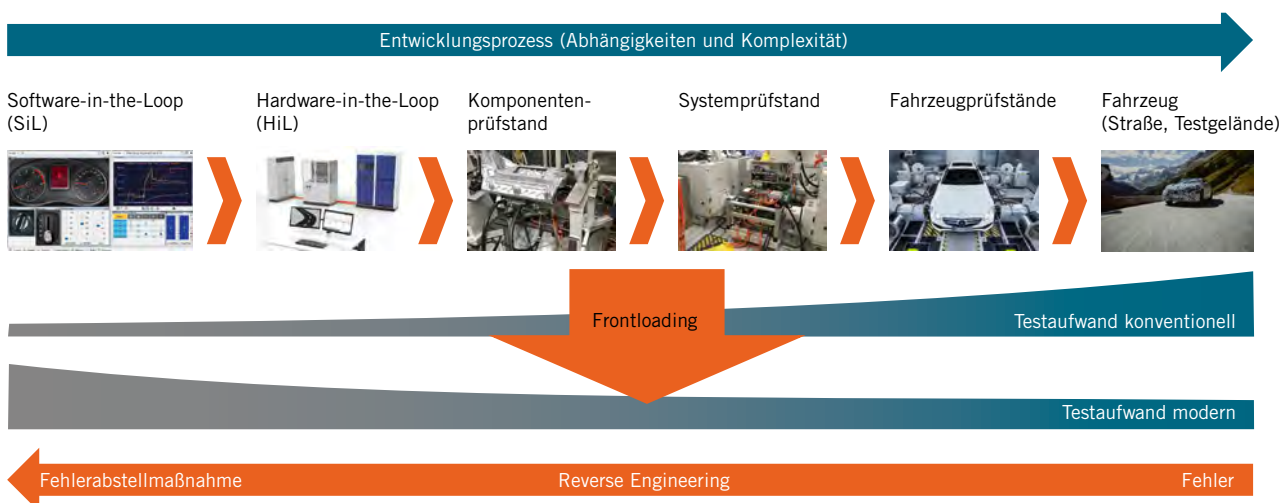 Entwicklungsprozess (Abhängigkeiten und Komplexität)
Software-in-the-Loop
(SiL)
Hardware-in-the-Loop
(HiL)
Komponenten-
prüfstand
Systemprüfstand
Fahrzeugprüfstände
Fahrzeug
(Straße, Testgelände)
Frontloading
Testaufwand konventionell
Testaufwand modern
Fehlerabstellmaßnahme
Reverse Engineering
Fehler